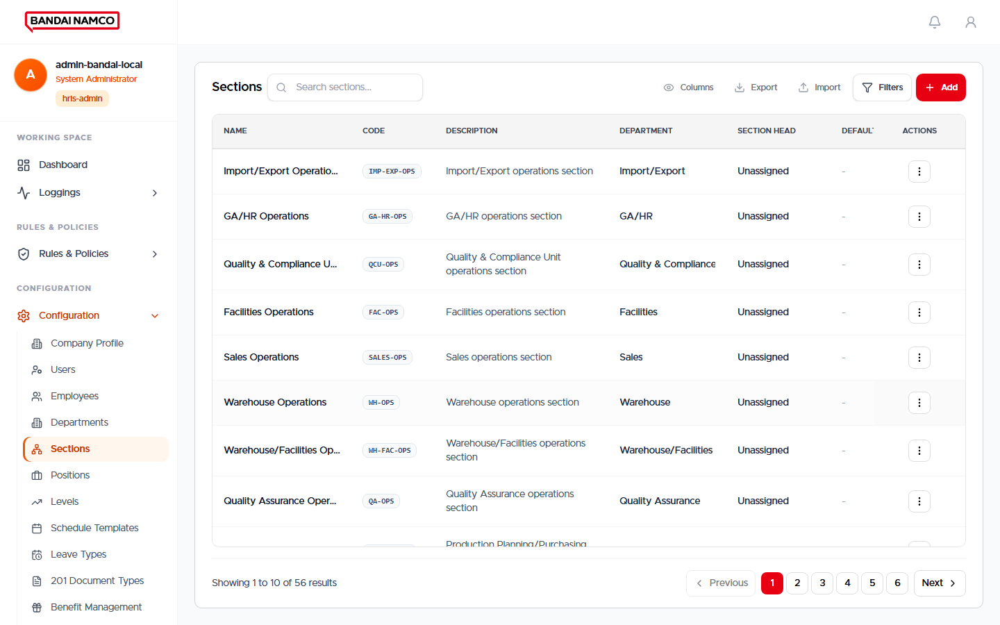 BANDAI NAMCO
A
admin-bandai-local
System Administrator
hris-admin
WORKING SPACE
Dashboard
Loggings
RULES & POLICIES
Rules & Policies
CONFIGURATION
Configuration
Company Profile
Users
Employees
Departments
Sections
Positions
Levels
Schedule Templates
Leave Types
201 Document Types
Benefit Management
Sections
Search sections...
Columns
Export
Import
Filters
Add
NAME CODE DESCRIPTION DEPARTMENT SECTION HEAD DEFAUL ACTIONS
Import/Export Operatio... IMP-EXP-OPS Import/Export operations section Import/Export Unassigned -
GA/HR Operations GA-HR-OPS GA/HR operations section GA/HR Unassigned -
Quality & Compliance U... QCU-OPS Quality & Compliance Unit operations section Quality & Compliance Unassigned -
Facilities Operations FAC-OPS Facilities operations section Facilities Unassigned -
Sales Operations SALES-OPS Sales operations section Sales Unassigned -
Warehouse Operations WH-OPS Warehouse operations section Warehouse Unassigned -
Warehouse/Facilities Op... WH-FAC-OPS Warehouse/Facilities operations section Warehouse/Facilities Unassigned -
Quality Assurance Oper... QA-OPS Quality Assurance operations section Quality Assurance Unassigned -
Production Planning/Purchasing
Showing 1 to 10 of 56 results
Previous 1 2 3 4 5 6 Next